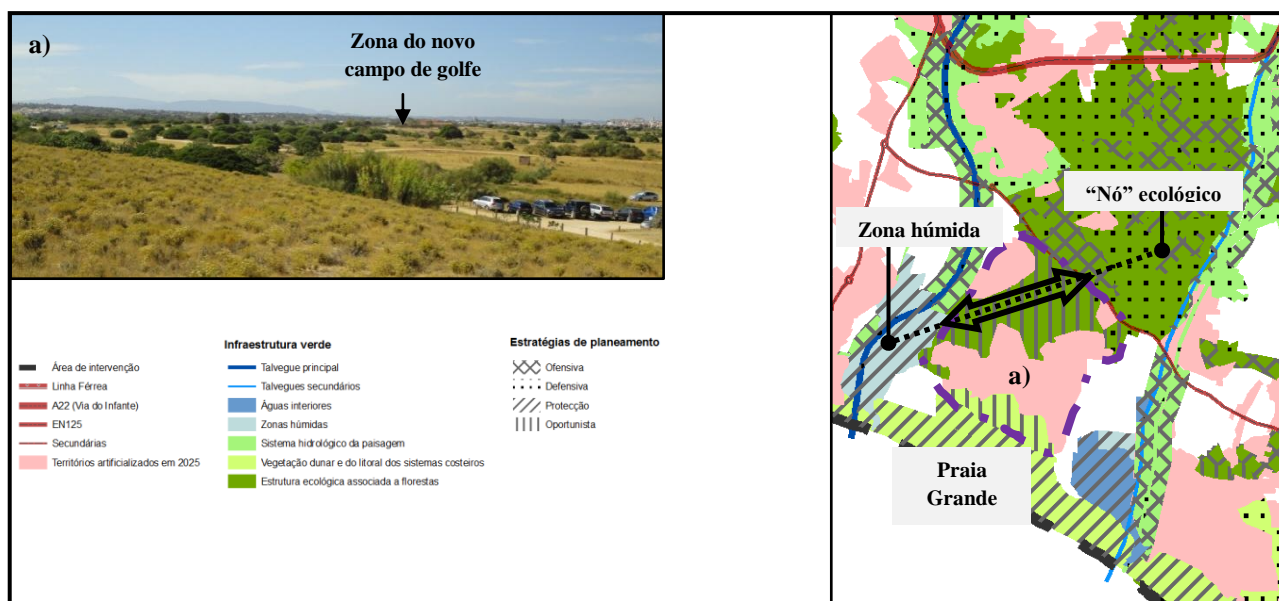 a)
Zona do novo
campo de golfe
Área de intervenção
Linha Férrea
A22 (Via do Infante)
EN125
Secundárias
Territórios artificializados em 2025
Infraestrutura verde
Talvegue principal
Talvegues secundários
Águas interiores
Zonas húmidas
Sistema hidrológico da paisagem
Vegetação dunar e do litoral dos sistemas costeiros
Estrutura ecológica associada a florestas
Estratégias de planeamento
Ofensiva
Defensiva
Protecção
Oportunista
“Nó” ecológico
Zona húmida
a)
Praia
Grande